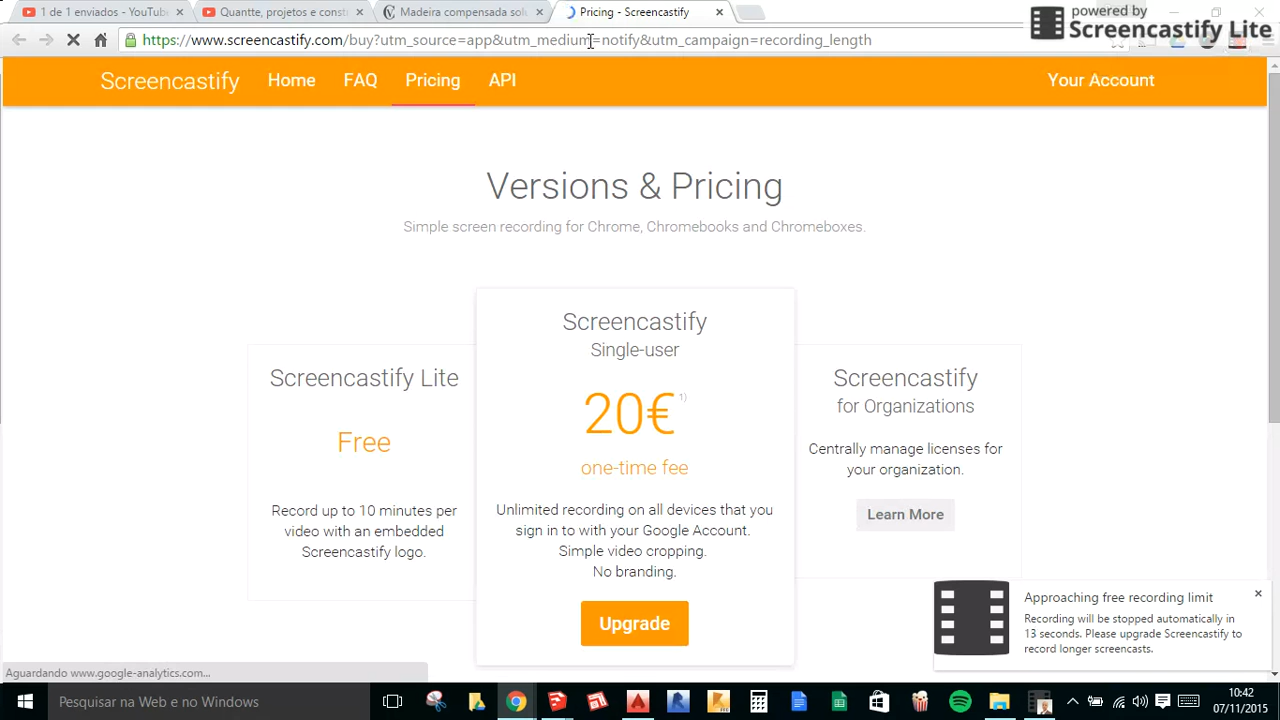 1 de 1 enviados - YouTub
Quantte, projetos e const
Madeira compensada sol
Pricing - Screencastify
powered by
Screencastify Lite
https://www.screencastify.com/buy?utm_source=app&utm_medium=notify&utm_campaign=recording_length
Screencastify
Home
FAQ
Pricing
API
Your Account
Versions & Pricing
Simple screen recording for Chrome, Chromebooks and Chromeboxes.
Screencastify Lite
Free
Record up to 10 minutes per
video with an embedded
Screencastify logo.
Screencastify
Single-user
20€ 1)
one-time fee
Unlimited recording on all devices that you
sign in to with your Google Account.
Simple video cropping.
No branding.
Upgrade
Screencastify
for Organizations
Centrally manage licenses for
your organization.
Learn More
Approaching free recording limit
Recording will be stopped automatically in
13 seconds. Please upgrade Screencastify to
record longer screencasts.
Aguardando www.google-analytics.com...
Pesquisar na Web e no Windows
10:42
07/11/2015